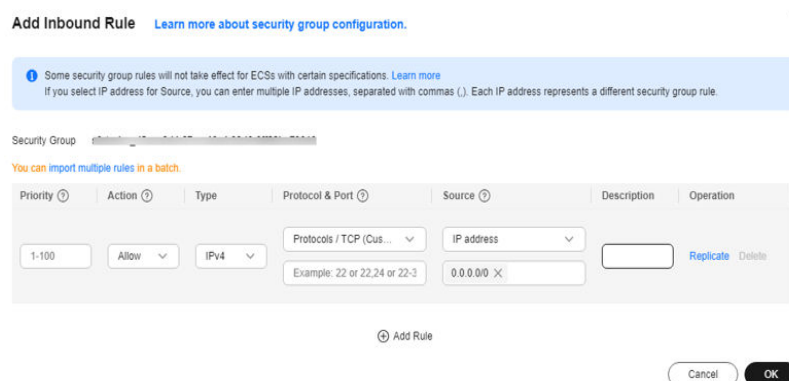 Add Inbound Rule Learn more about security group configuration.
Some security group rules will not take effect for ECSs with certain specifications. Learn more
If you select IP address for Source, you can enter multiple IP addresses, separated with commas (,). Each IP address represents a different security group rule.
Security Group
You can import multiple rules in a batch.
Priority ? Action ? Type Protocol & Port ? Source ? Description Operation
Protocols / TCP (Cus... IP address
1-100 Allow IPv4 Replicate Delete
Example: 22 or 22,24 or 22-3 0.0.0.0/0 ×
Add Rule
Cancel OK